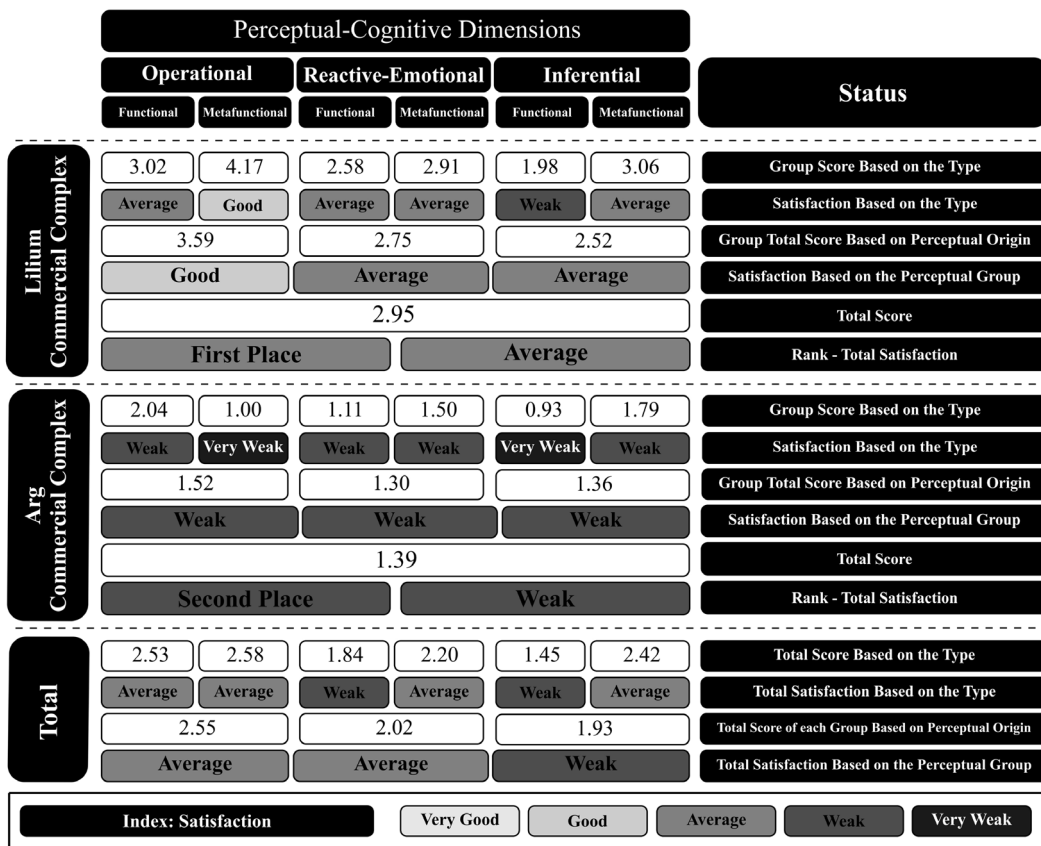 Perceptual-Cognitive Dimensions
Operational Reactive-Emotional Inferential Status
Functional Metafunctional Functional Metafunctional Functional Metafunctional
Lilium
Commercial Complex
3.02 4.17 2.58 2.91 1.98 3.06 Group Score Based on the Type
Average Good Average Average Weak Average Satisfaction Based on the Type
3.59 2.75 2.52 Group Total Score Based on Perceptual Origin
Good Average Average Satisfaction Based on the Perceptual Group
2.95 Total Score
First Place Average Rank - Total Satisfaction
Arg
Commercial Complex
2.04 1.00 1.11 1.50 0.93 1.79 Group Score Based on the Type
Weak Very Weak Weak Weak Very Weak Weak Satisfaction Based on the Type
1.52 1.30 1.36 Group Total Score Based on Perceptual Origin
Weak Weak Weak Satisfaction Based on the Perceptual Group
1.39 Total Score
Second Place Weak Rank - Total Satisfaction
Total
2.53 2.58 1.84 2.20 1.45 2.42 Total Score Based on the Type
Average Average Weak Average Weak Average Total Satisfaction Based on the Type
2.55 2.02 1.93 Total Score of each Group Based on Perceptual Origin
Average Average Weak Total Satisfaction Based on the Perceptual Group
Index: Satisfaction Very Good Good Average Weak Very Weak